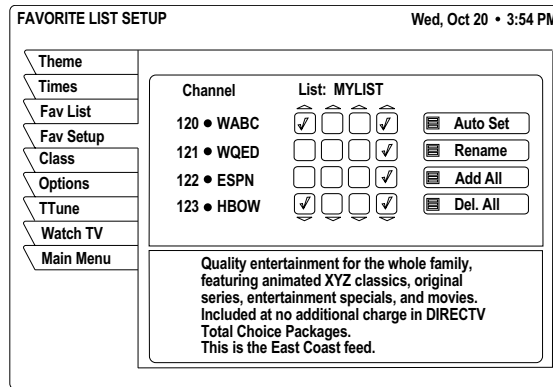 FAVORITE LIST SETUP
Wed, Oct 20 • 3:54 PM
Theme
Times
Fav List
Fav Setup
Class
Options
TTune
Watch TV
Main Menu
Channel List: MYLIST
120 • WABC
121 • WQED
122 • ESPN
123 • HBOW
Auto Set
Rename
Add All
Del. All
Quality entertainment for the whole family,
featuring animated XYZ classics, original
series, entertainment specials, and movies.
Included at no additional charge in DIRECTV
Total Choice Packages.
This is the East Coast feed.